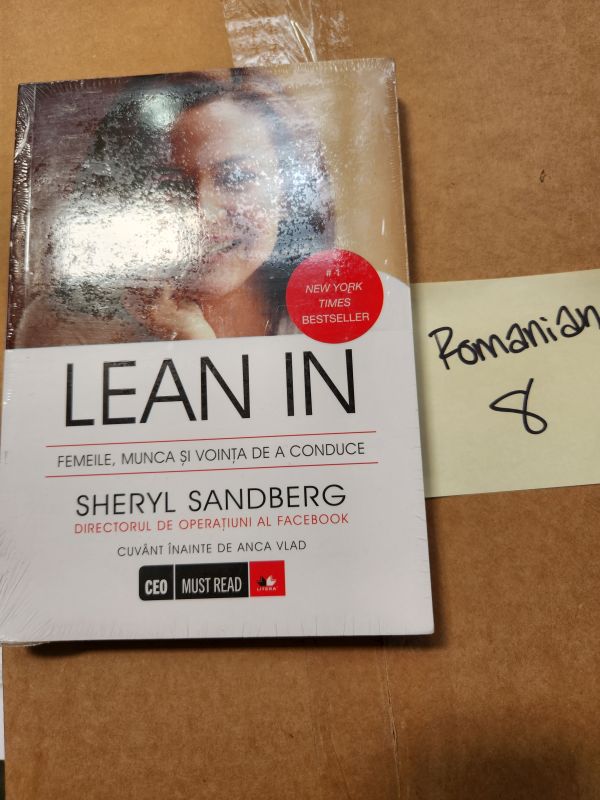 # 1
NEW YORK
TIMES
BESTSELLER
LEAN IN
FEMEILE, MUNCA ȘI VOINȚA DE A CONDUCE
SHERYL SANDBERG
DIRECTORUL DE OPERAȚIUNI AL FACEBOOK
CUVÂNT ÎNAINTE DE ANCA VLAD
CEO MUST READ LITERA
Romanian
8